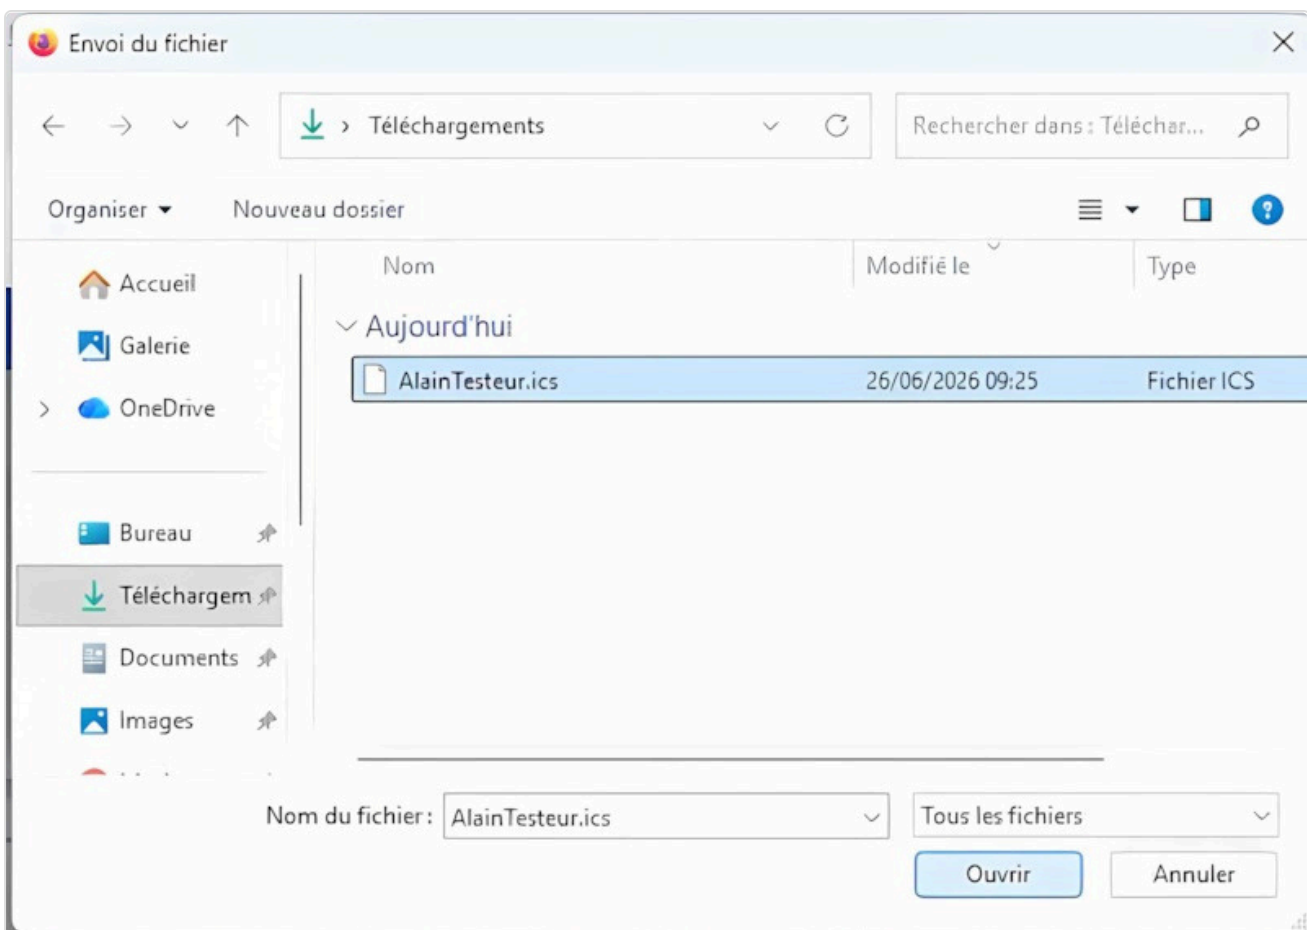 Envoi du fichier
Téléchargements
Rechercher dans : Téléchar...
Organiser
Nouveau dossier
Nom
Modifié le
Type
Accueil
Galerie
OneDrive
Bureau
Téléchargem
Documents
Images
Aujourd'hui
AlainTesteur.ics 26/06/2026 09:25 Fichier ICS
Nom du fichier : AlainTesteur.ics
Tous les fichiers
Ouvrir
Annuler